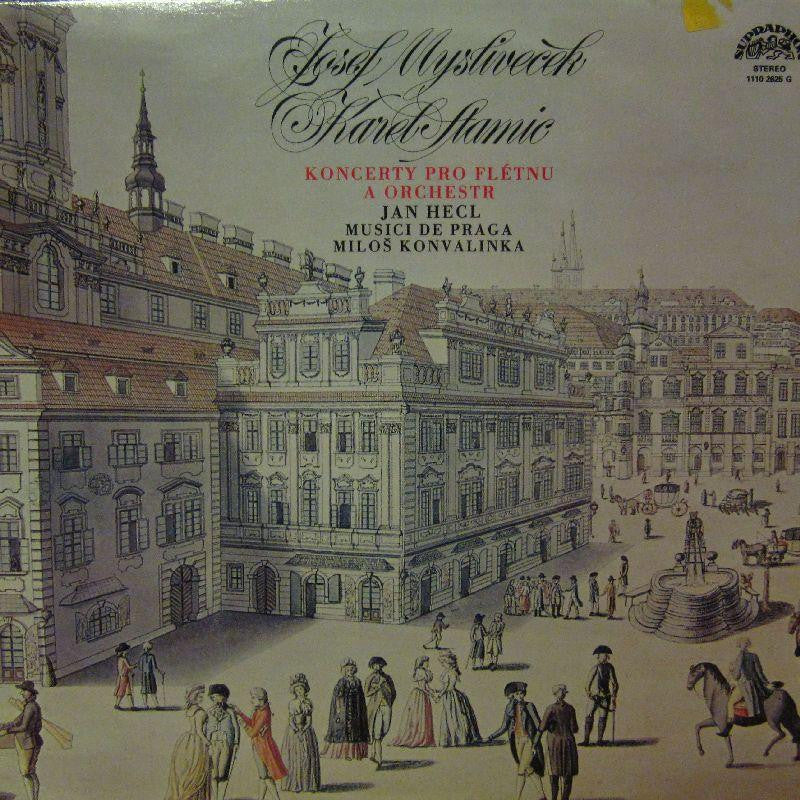 Josef Mysliveček
Karel Stamic
KONCERTY PRO FLÉTNU
A ORCHESTR
JAN HECL
MUSICI DE PRAGA
MILOŠ KONVALINKA
SUPRAPHON
STEREO
1110 2625 G